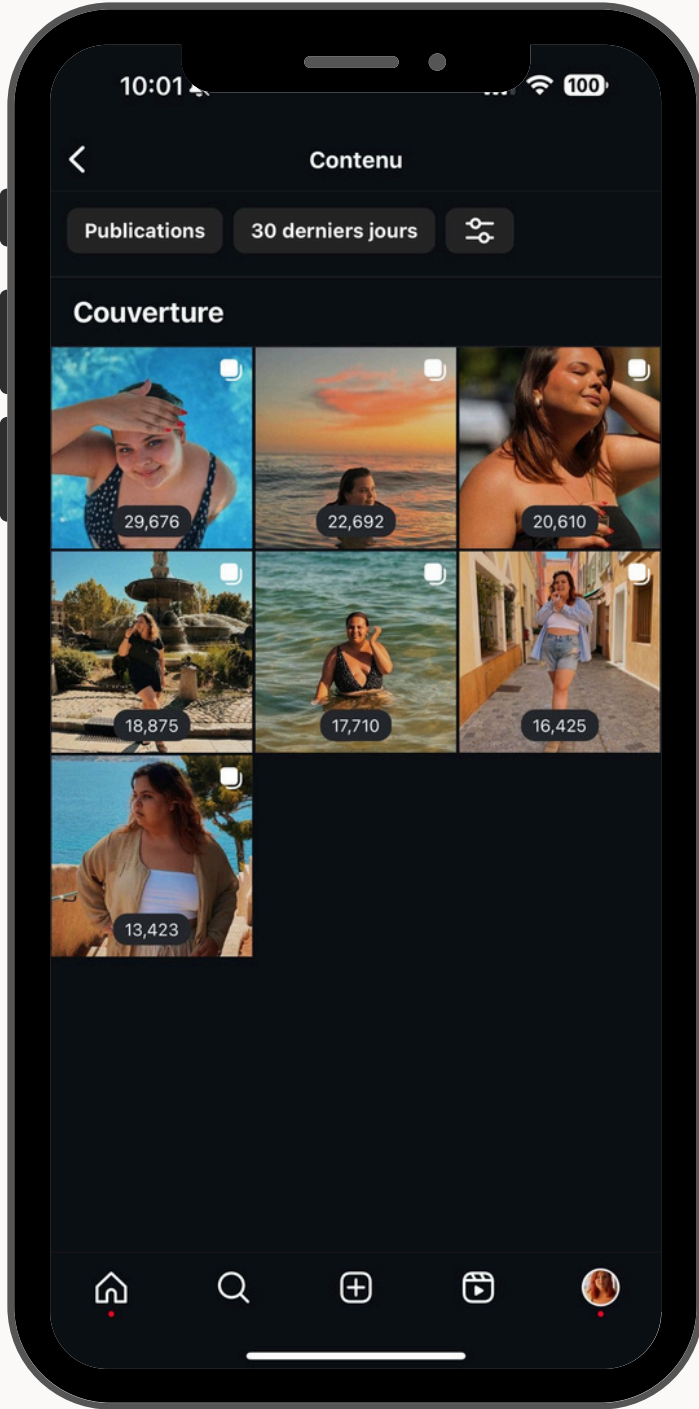 10:01
100
Contenu
Publications
30 derniers jours
Couverture
29,676
22,692
20,610
18,875
17,710
16,425
13,423